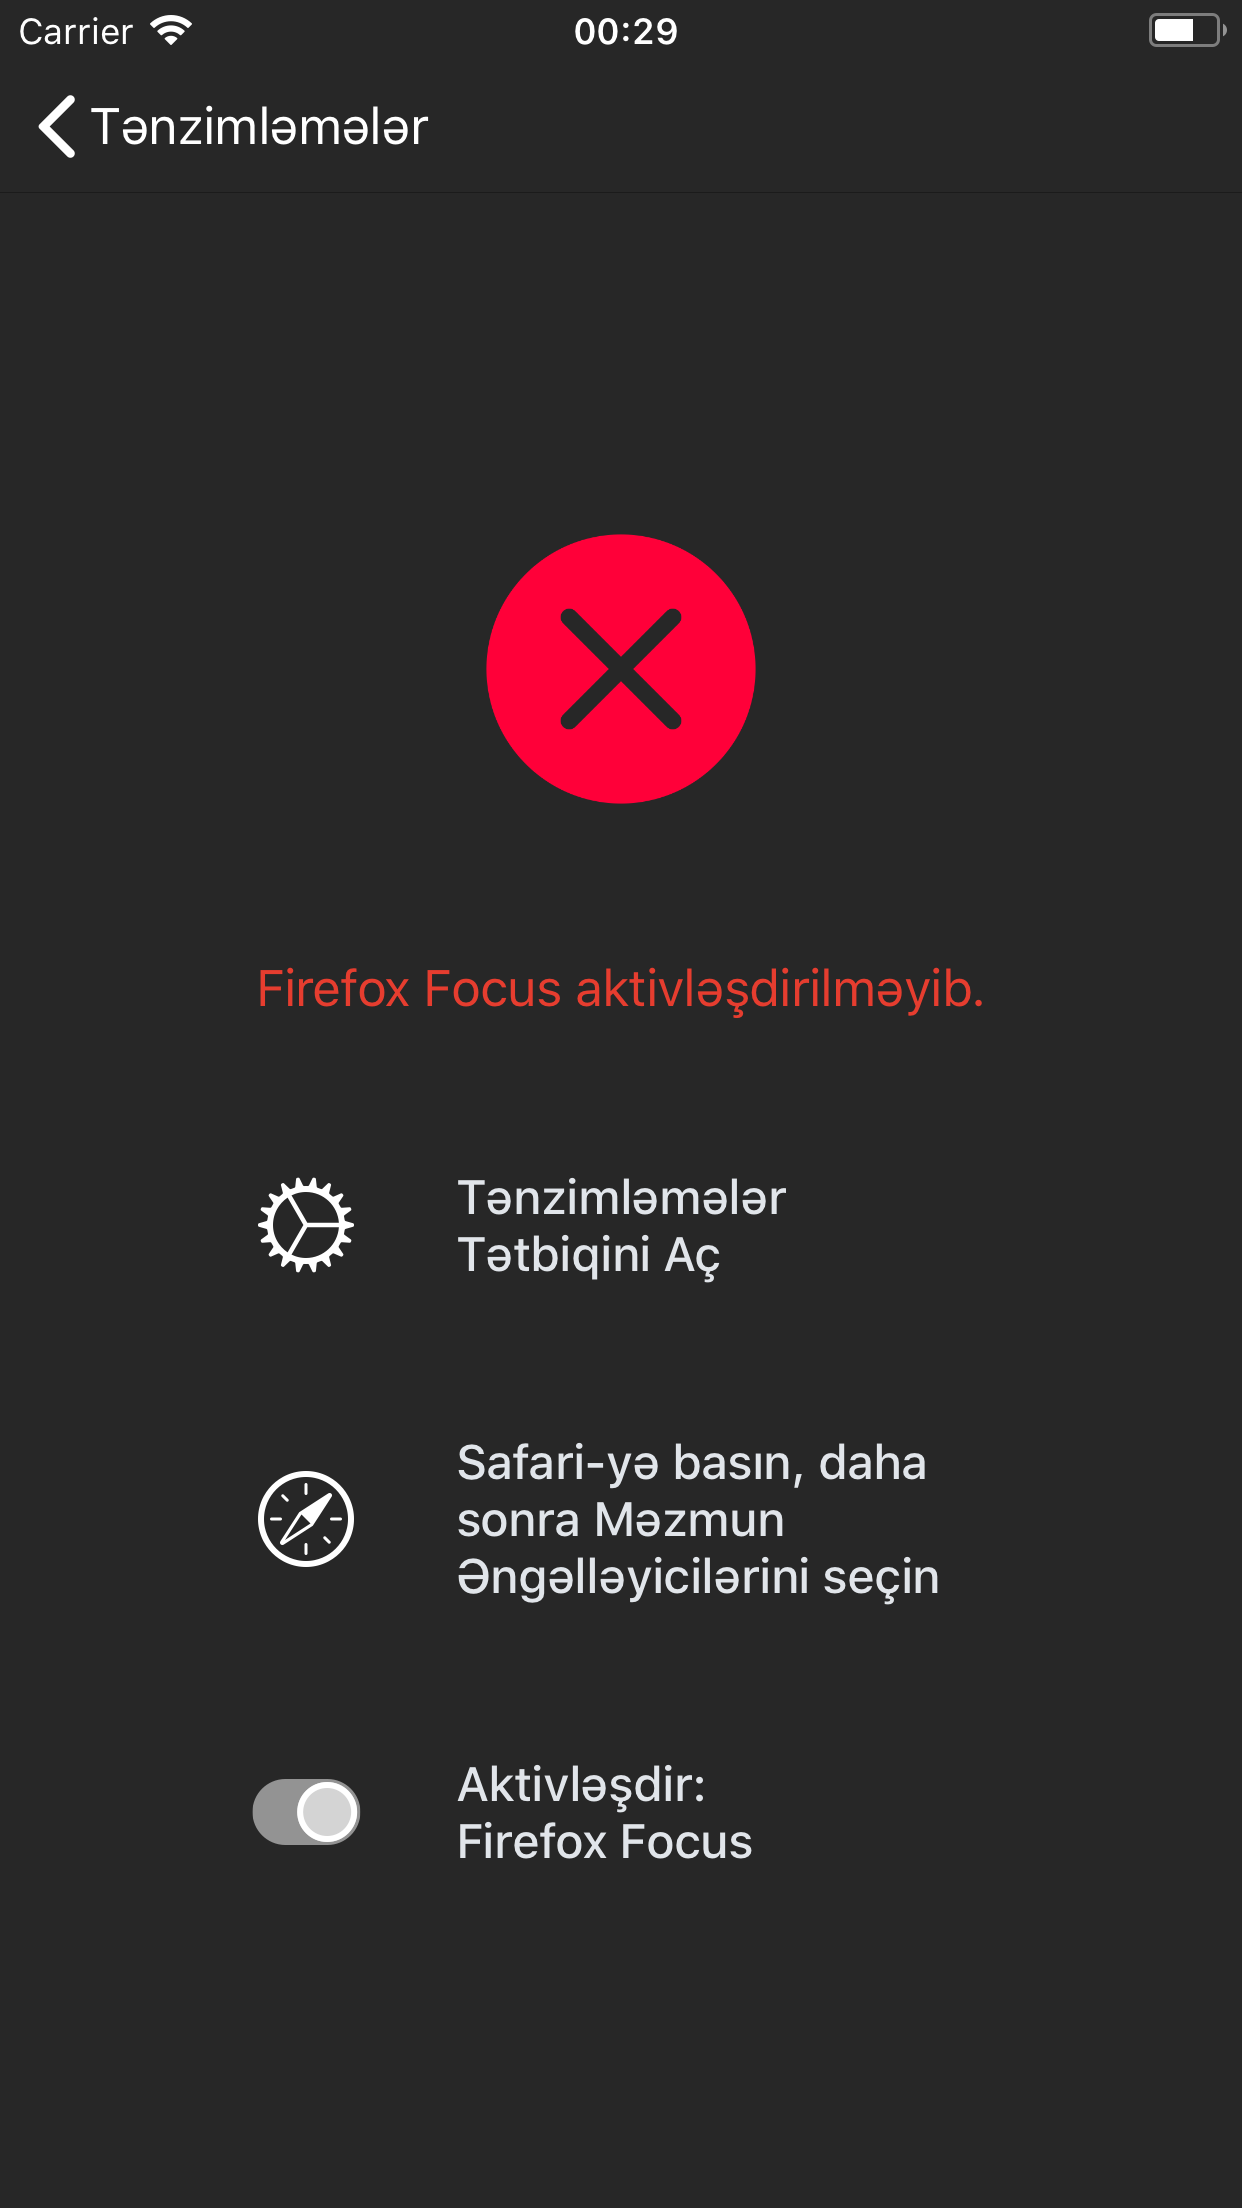 Carrier
00:29
Tənzimləmələr
Firefox Focus aktivləşdirilməyib.
Tənzimləmələr
Tətbiqini Aç
Safari-yə basın, daha
sonra Məzmun
Əngəlləyicilərini seçin
Aktivləşdir:
Firefox Focus